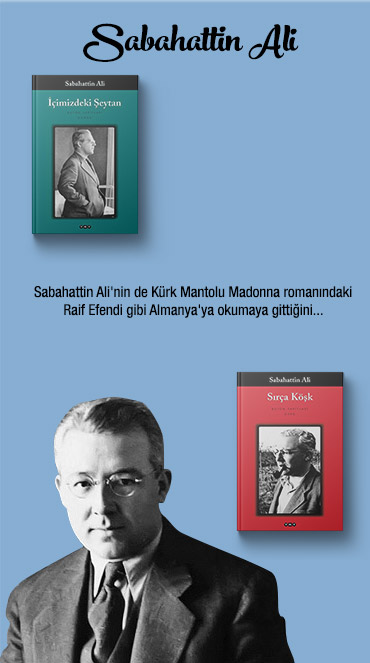 Sabahattin Ali
Sabahattin Ali
İçimizdeki Şeytan
Sabahattin Ali'nin de Kürk Mantolu Madonna romanındaki
Raif Efendi gibi Almanya'ya okumaya gittiğini...
Sabahattin Ali
Sırça Köşk